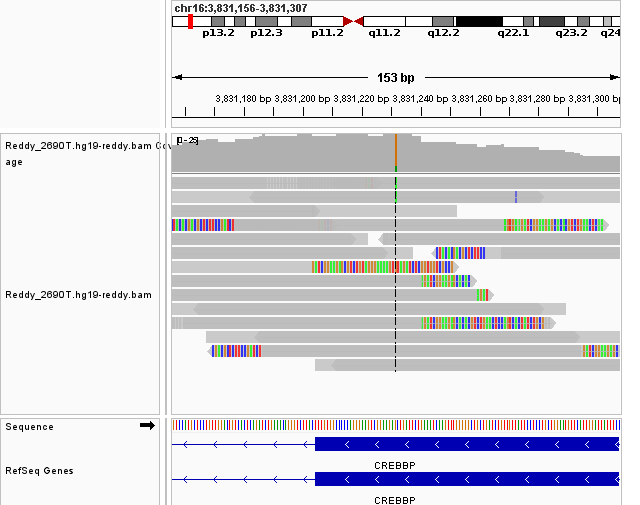 chr16:3,831,156-3,831,307
p13.2 p12.3 p11.2 q11.2 q12.2 q22.1 q23.2 q24
153 bp
3,831,180 bp 3,831,200 bp 3,831,220 bp 3,831,240 bp 3,831,260 bp 3,831,280 bp 3,831,300 bp
Reddy_2690T.hg19-reddy.bam Cov
age
Reddy_2690T.hg19-reddy.bam
Sequence
RefSeq Genes
CREBBP
CREBBP